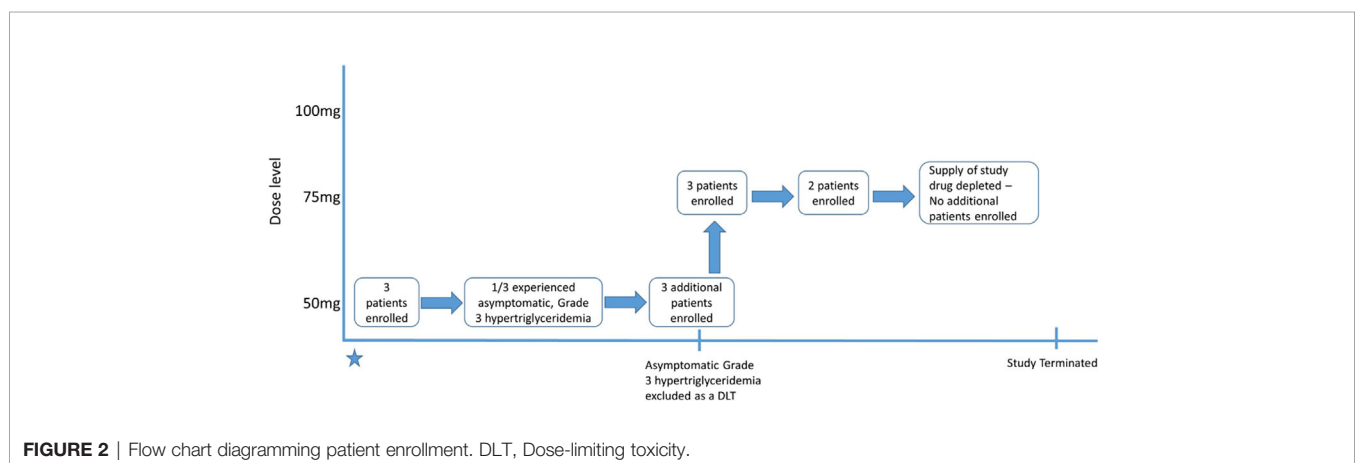 100mg
Dose level
75mg
50mg
3 patients
enrolled
2 patients
enrolled
Supply of study
drug depleted –
No additional
patients enrolled
3
patients
enrolled
1/3 experienced
asymptomatic, Grade
3 hypertriglyceridemia
3 additional
patients
enrolled
Asymptomatic Grade
3 hypertriglyceridemia
excluded as a DLT
Study Terminated
FIGURE 2 | Flow chart diagramming patient enrollment. DLT, Dose-limiting toxicity.